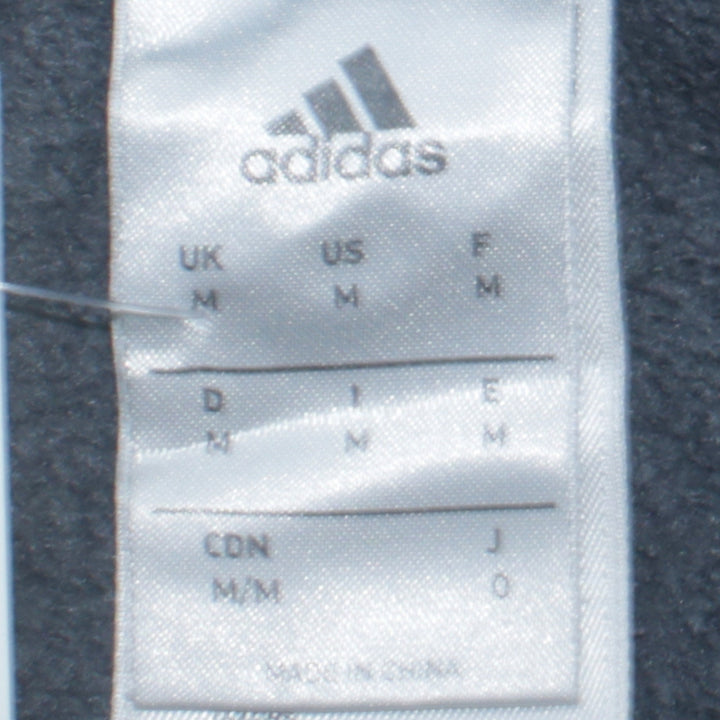 adidas
UK US F
M M M
D I E
M M M
CDN J
M/M O
MADE IN CHINA